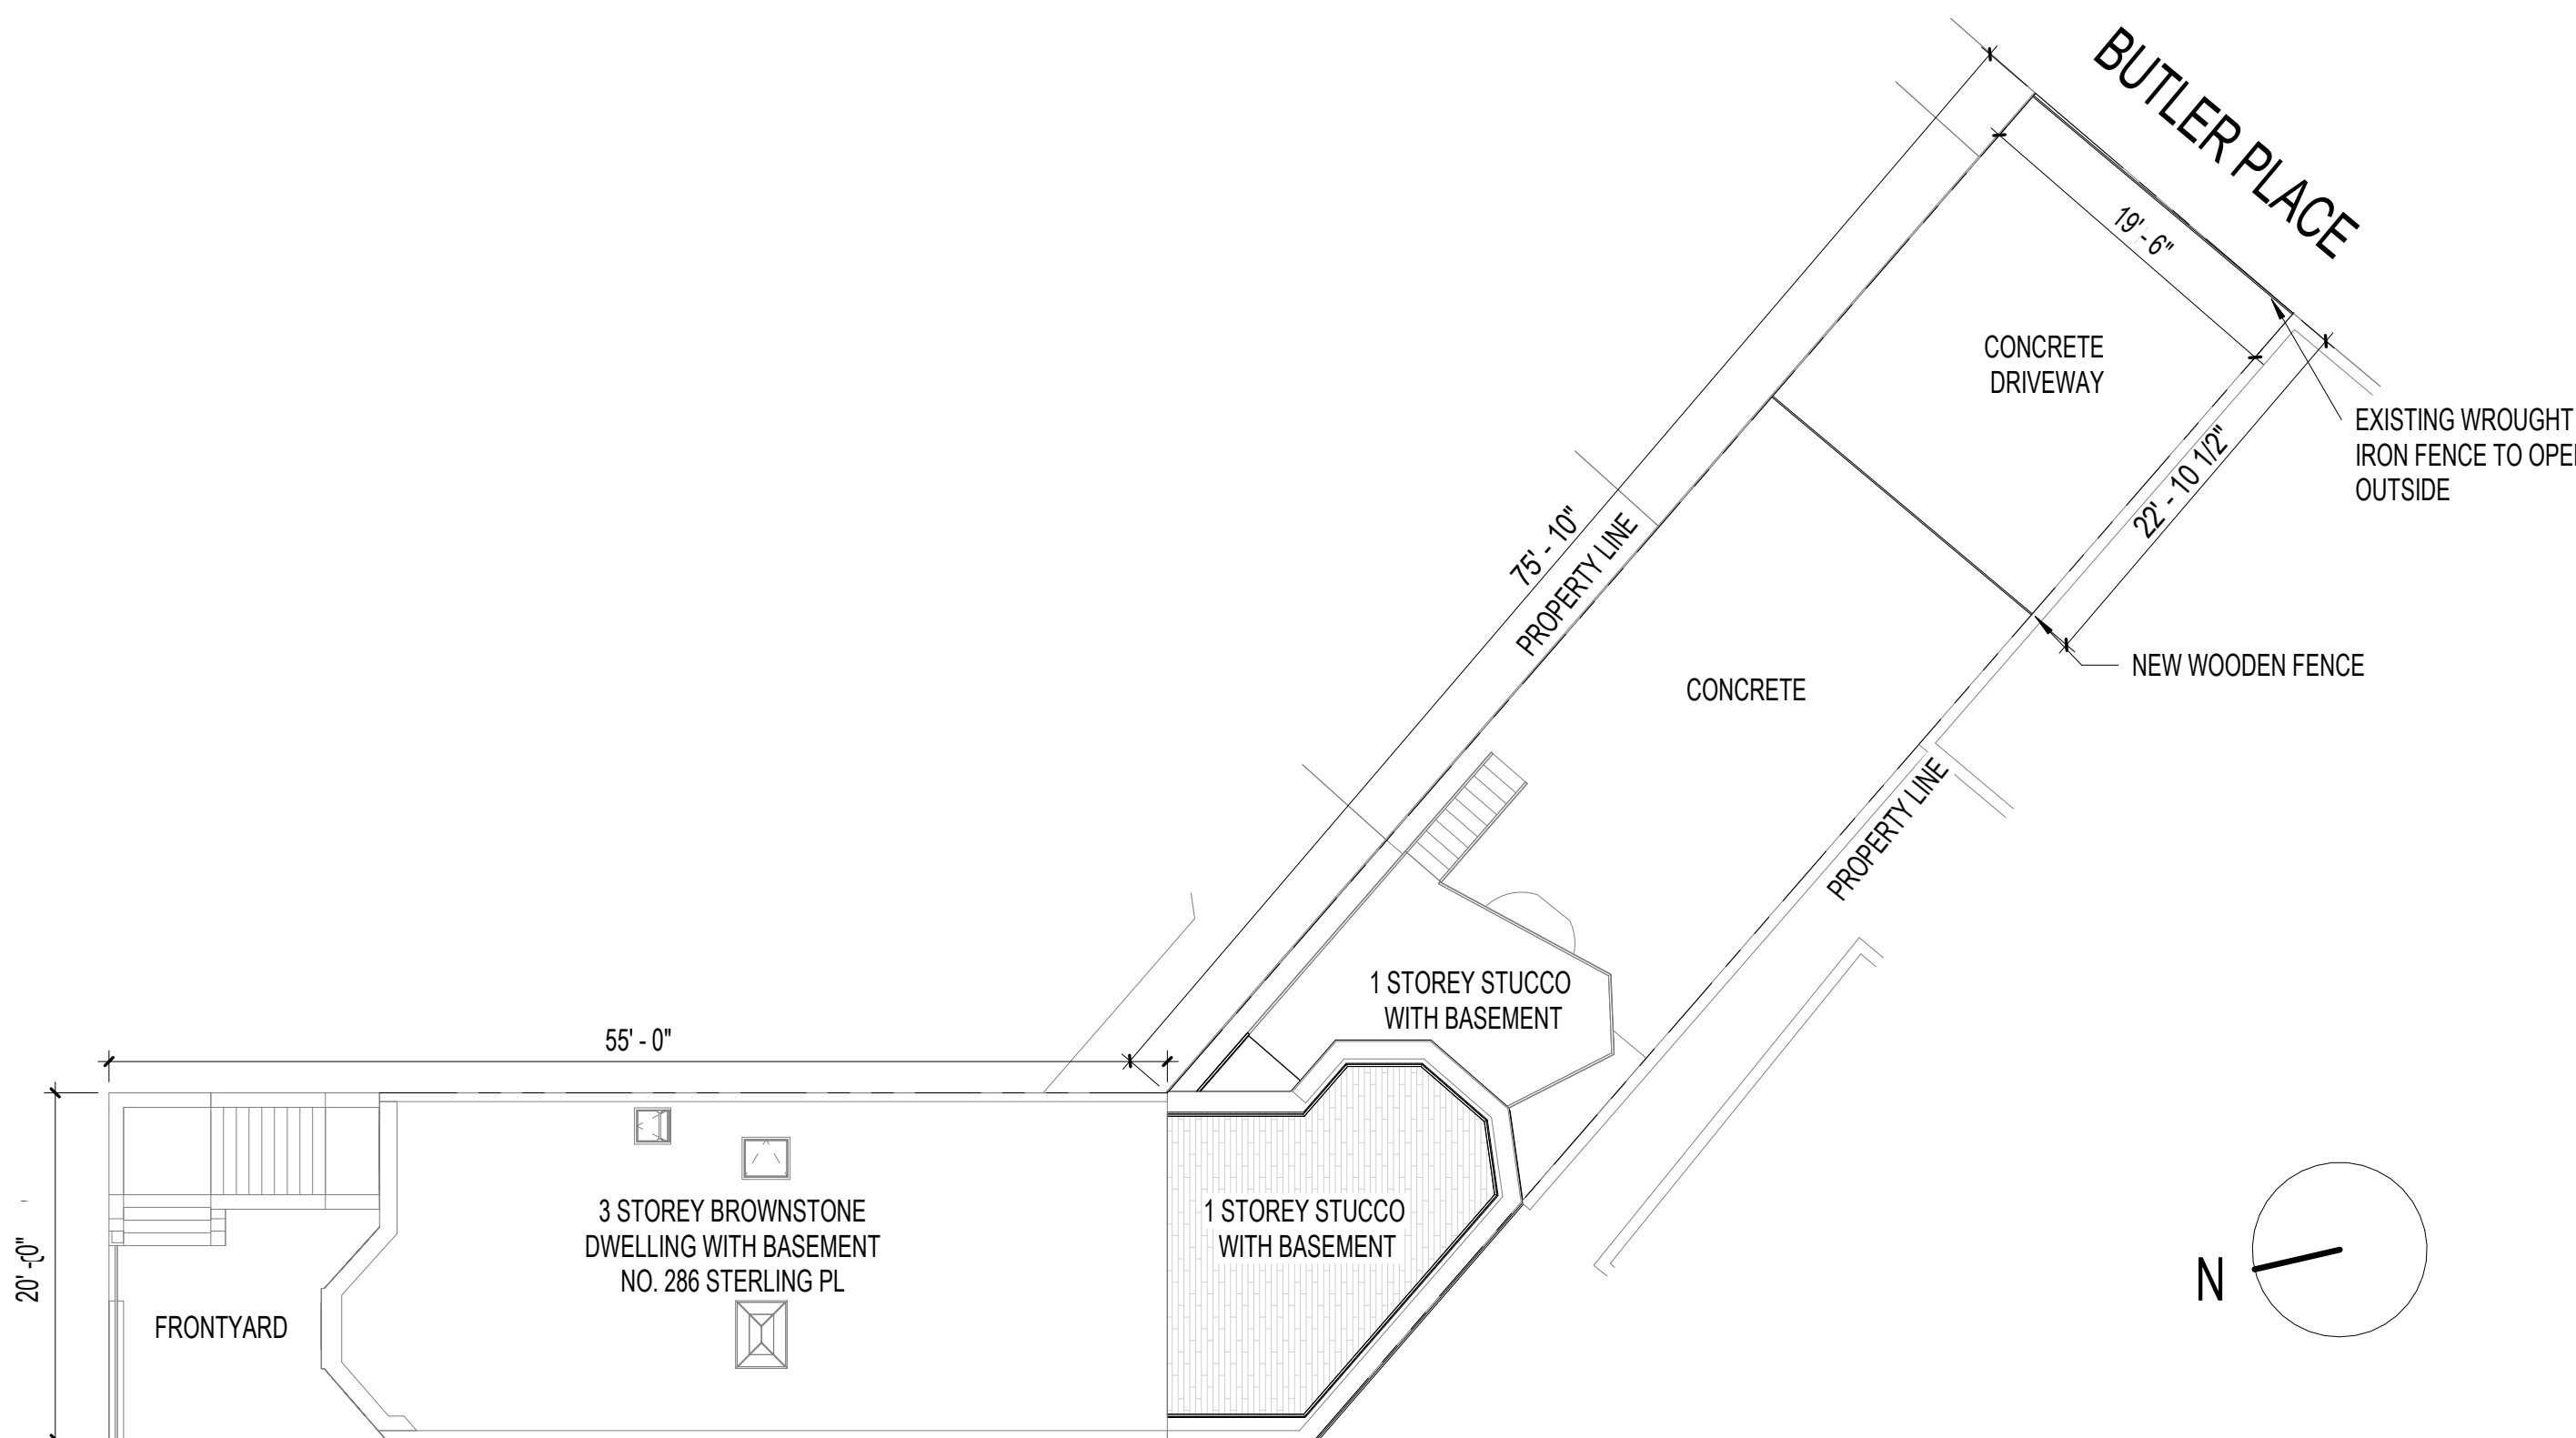 BUTLER PLACE
19' - 6"
CONCRETE
DRIVEWAY
EXISTING WROUGHT
IRON FENCE TO OPE
OUTSIDE
22' - 10 1/2"
75' - 10"
PROPERTY LINE
NEW WOODEN FENCE
CONCRETE
PROPERTY LINE
1 STOREY STUCCO
WITH BASEMENT
55' - 0"
3 STOREY BROWNSTONE
DWELLING WITH BASEMENT
NO. 286 STERLING PL
1 STOREY STUCCO
WITH BASEMENT
20' - 0"
FRONTYARD
N